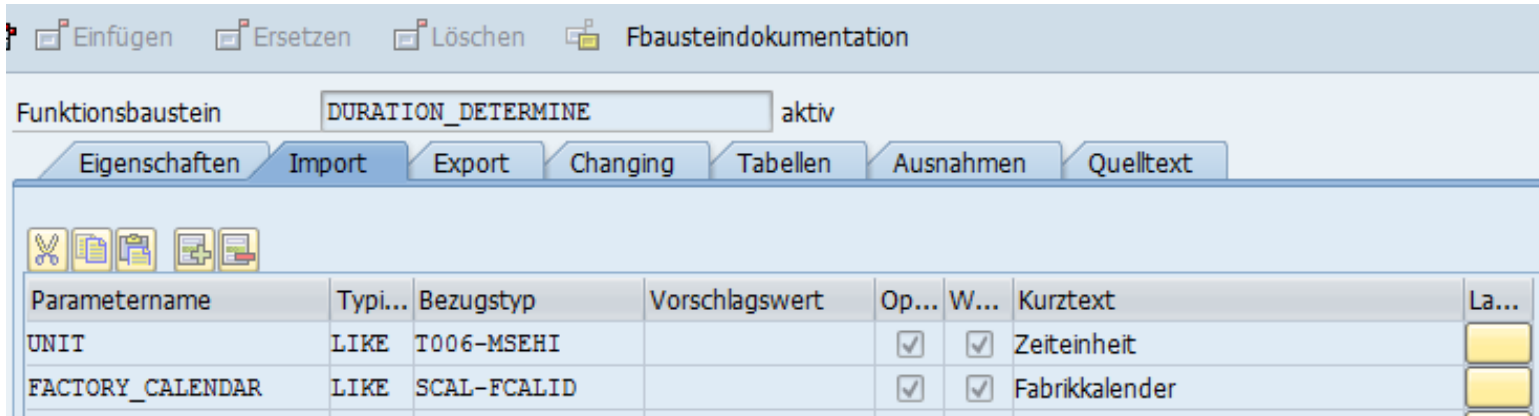 Einfügen Ersetzen Löschen Fbausteindokumentation
Funktionsbaustein DURATION_DETERMINE aktiv
Eigenschaften Import Export Changing Tabellen Ausnahmen Quelltext
Parametername Typi... Bezugstyp Vorschlagswert Op... W... Kurztext La...
UNIT LIKE T006-MSEHI Zeiteinheit
FACTORY_CALENDAR LIKE SCAL-FCALID Fabrikkalender